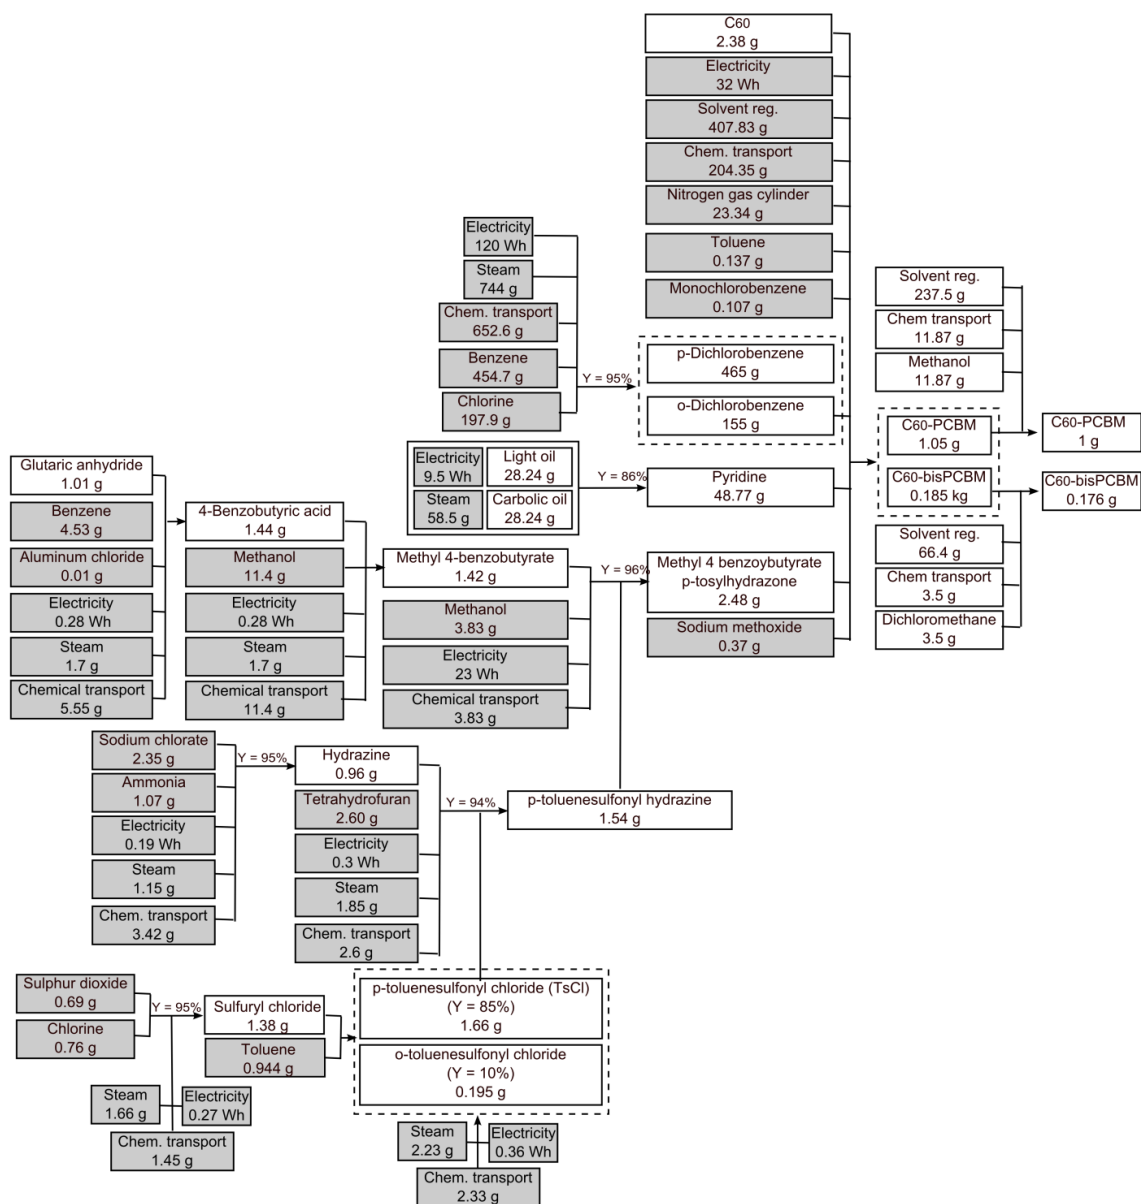 C60
2.38 g
Electricity
32 Wh
Solvent reg.
407.83 g
Chem. transport
204.35 g
Nitrogen gas cylinder
23.34 g
Toluene
0.137 g
Monochlorobenzene
0.107 g
Electricity
120 Wh
Steam
744 g
Chem. transport
652.6 g
Benzene
454.7 g
Chlorine
197.9 g
Y = 95%
p-Dichlorobenzene
465 g
o-Dichlorobenzene
155 g
Solvent reg.
237.5 g
Chem transport
11.87 g
Methanol
11.87 g
C60-PCBM
1.05 g
C60-PCBM
1 g
C60-bisPCBM
0.185 kg
C60-bisPCBM
0.176 g
Solvent reg.
66.4 g
Chem transport
3.5 g
Dichloromethane
3.5 g
Electricity
9.5 Wh
Light oil
28.24 g
Steam
58.5 g
Carbolic oil
28.24 g
Y = 86%
Pyridine
48.77 g
Glutaric anhydride
1.01 g
Benzene
4.53 g
Aluminum chloride
0.01 g
Electricity
0.28 Wh
Steam
1.7 g
Chemical transport
5.55 g
4-Benzobutyric acid
1.44 g
Methanol
11.4 g
Electricity
0.28 Wh
Steam
1.7 g
Chemical transport
11.4 g
Methyl 4-benzobutyrate
1.42 g
Methanol
3.83 g
Electricity
23 Wh
Chemical transport
3.83 g
Y = 96%
Methyl 4 benzoybutyrate
p-tosylhydrazone
2.48 g
Sodium methoxide
0.37 g
Sodium chlorate
2.35 g
Ammonia
1.07 g
Electricity
0.19 Wh
Steam
1.15 g
Chem. transport
3.42 g
Y = 95%
Hydrazine
0.96 g
Tetrahydrofuran
2.60 g
Electricity
0.3 Wh
Steam
1.85 g
Chem. transport
2.6 g
Y = 94%
p-toluenesulfonyl hydrazine
1.54 g
Sulphur dioxide
0.69 g
Chlorine
0.76 g
Y = 95%
Steam
1.66 g
Electricity
0.27 Wh
Chem. transport
1.45 g
Sulfuryl chloride
1.38 g
Toluene
0.944 g
p-toluenesulfonyl chloride (TsCl)
(Y = 85%)
1.66 g
o-toluenesulfonyl chloride
(Y = 10%)
0.195 g
Steam
2.23 g
Electricity
0.36 Wh
Chem. transport
2.33 g